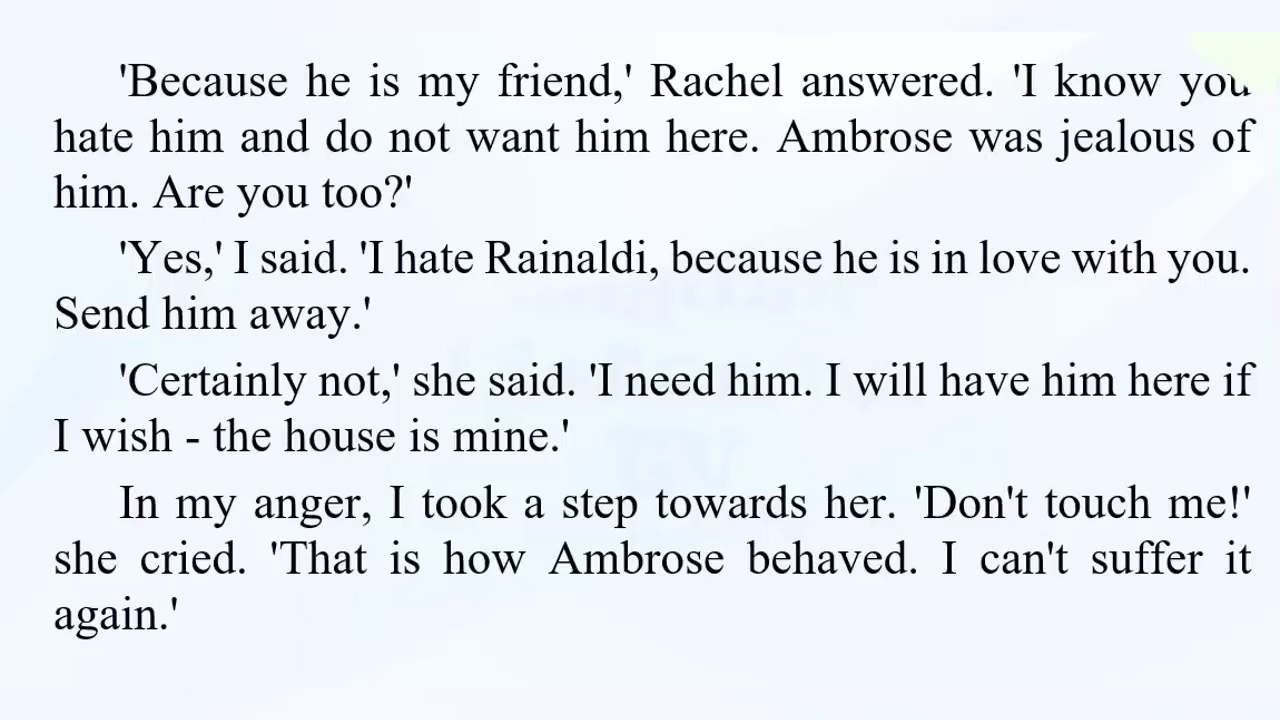 'Because he is my friend,' Rachel answered. 'I know you
hate him and do not want him here. Ambrose was jealous of
him. Are you too?'
'Yes,' I said. 'I hate Rainaldi, because he is in love with you.
Send him away.'
'Certainly not,' she said. 'I need him. I will have him here if
I wish - the house is mine.'
In my anger, I took a step towards her. 'Don't touch me!'
she cried. 'That is how Ambrose behaved. I can't suffer it
again.'